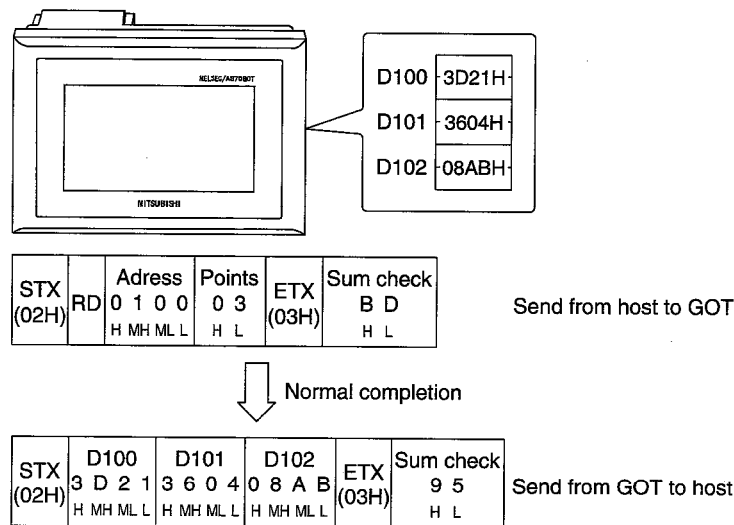 MELSEC/A870GOT
MITSUBISHI
D100 3D21H
D101 3604H
D102 08ABH
STX (02H) RD Adress 0 1 0 0 H MH ML L Points 0 3 H L ETX (03H) Sum check B D H L
Send from host to GOT
Normal completion
STX (02H) D100 3 D 2 1 H MH ML L D101 3 6 0 4 H MH ML L D102 0 8 A B H MH ML L ETX (03H) Sum check 9 5 H L
Send from GOT to host